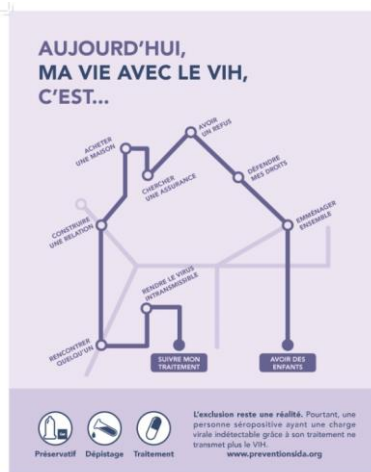 AUJOURD'HUI,
MA VIE AVEC LE VIH,
C'EST...
AVOIR
UN REFUS
ACHETER
UNE MAISON
CHERCHER
UNE ASSURANCE
DÉFENDRE
MES DROITS
CONSTRUIRE
UNE RELATION
EMMÉNAGER
ENSEMBLE
RENDRE LE VIRUS
INTRANSMISSIBLE
RENCONTRER
QUELQU'UN
SUIVRE MON
TRAITEMENT
AVOIR DES
ENFANTS
Préservatif Dépistage Traitement
L'exclusion reste une réalité. Pourtant, une
personne séropositive ayant une charge
virale indétectable grâce à son traitement ne
transmet plus le VIH.
www.preventionsida.org